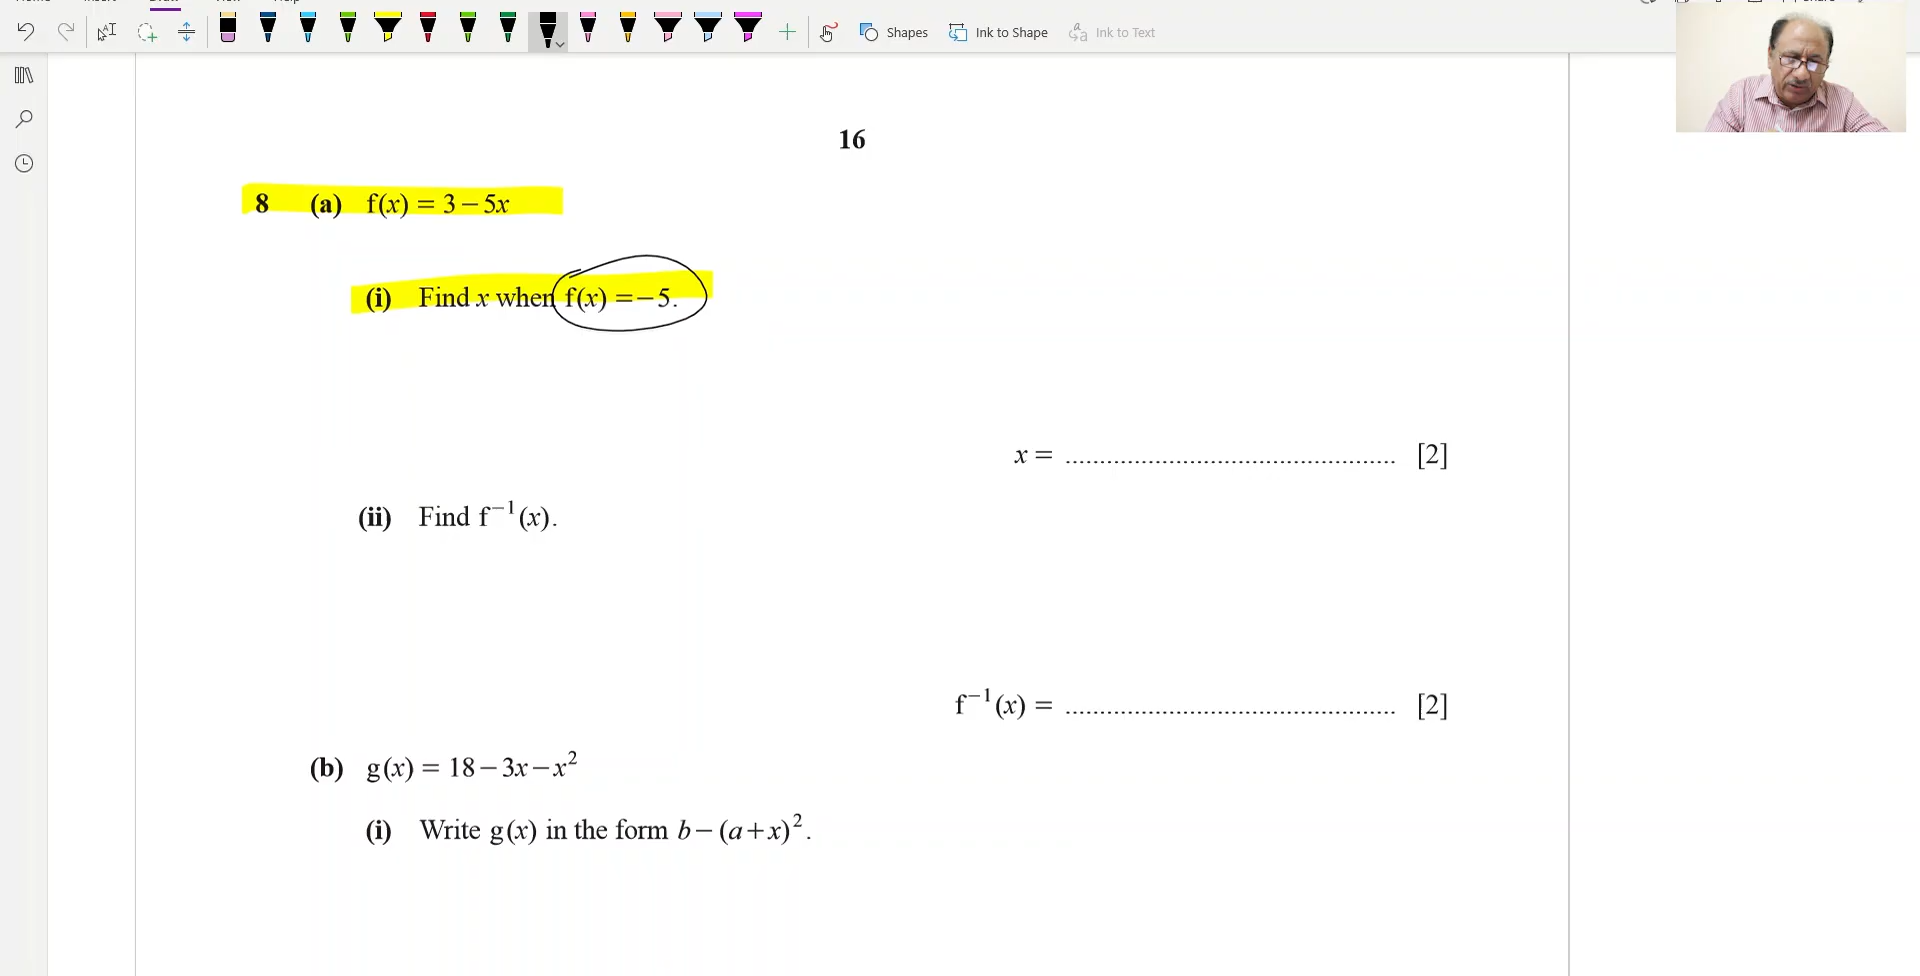 Shapes
Ink to Shape
Ink to Text
16
8 (a) f(x) = 3 – 5x
(i) Find x when f(x) = – 5.
x = ................................................ [2]
(ii) Find f⁻¹(x).
f⁻¹(x) = ................................................ [2]
(b) g(x) = 18 – 3x – x²
(i) Write g(x) in the form b – (a + x)².